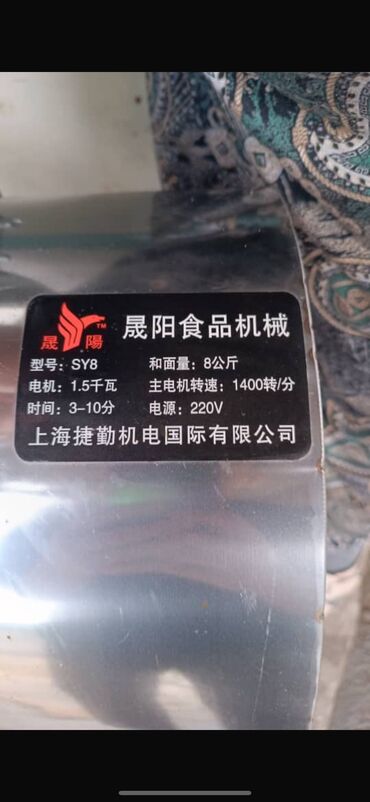 晟陽™
晟阳食品机械
型号：SY8 和面量：8公斤
电机：1.5千瓦 主电机转速：1400转/分
时间：3-10分 电源：220V
上海捷勤机电国际有限公司